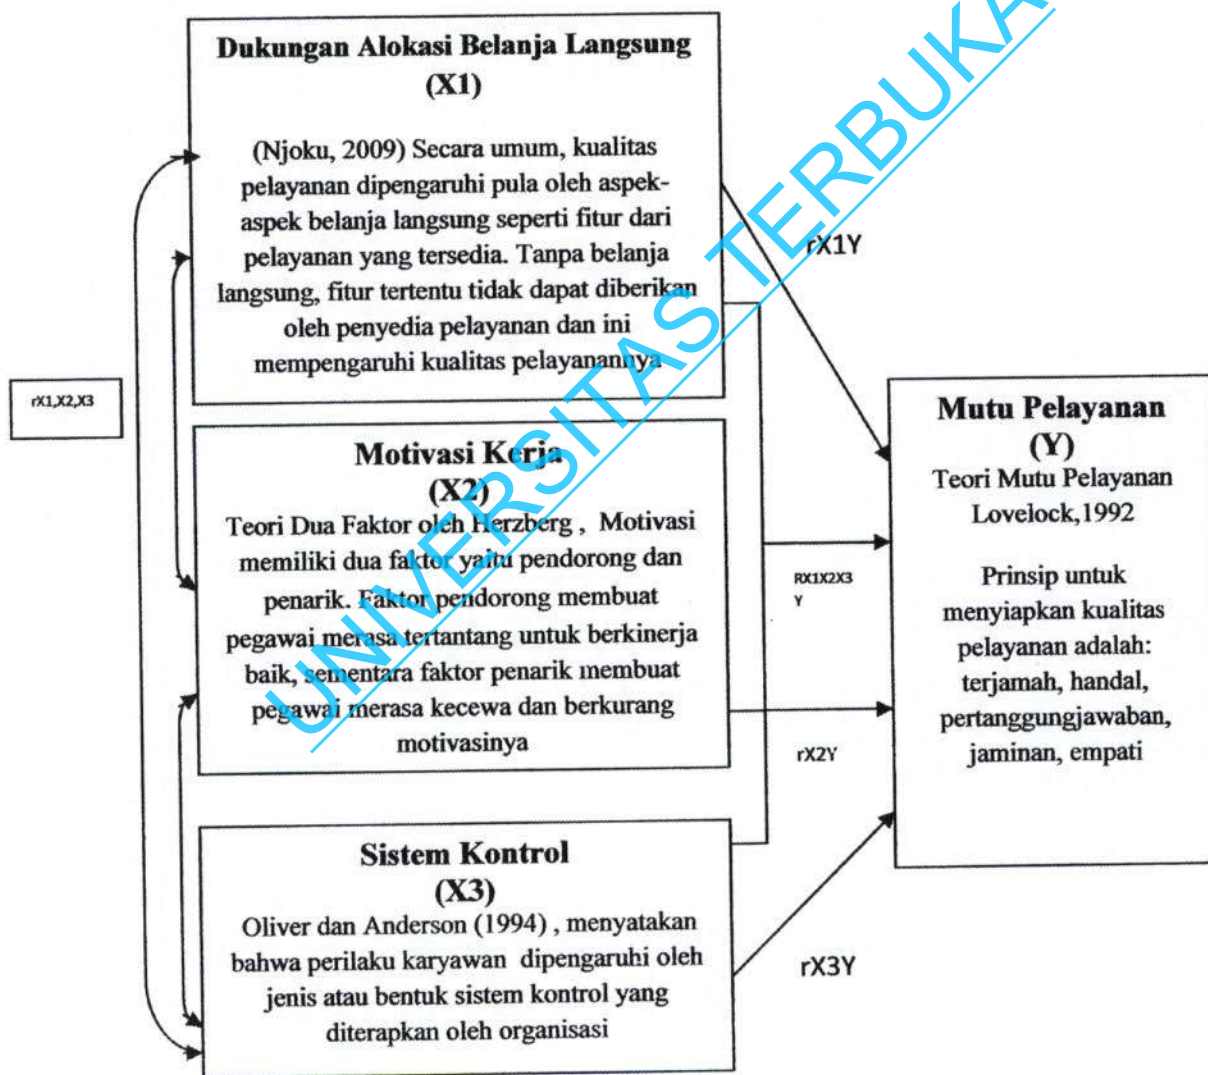 Dukungan Alokasi Belanja Langsung
(X1)
(Njoku, 2009) Secara umum, kualitas
pelayanan dipengaruhi pula oleh aspek-
aspek belanja langsung seperti fitur dari
pelayanan yang tersedia. Tanpa belanja
langsung, fitur tertentu tidak dapat diberikan
oleh penyedia pelayanan dan ini
mempengaruhi kualitas pelayanannya
rX1,X2,X3
Motivasi Kerja
(X2)
Teori Dua Faktor oleh Herzberg , Motivasi
memiliki dua faktor yaitu pendorong dan
penarik. Faktor pendorong membuat
pegawai merasa tertantang untuk berkinerja
baik, sementara faktor penarik membuat
pegawai merasa kecewa dan berkurang
motivasinya
Sistem Kontrol
(X3)
Oliver dan Anderson (1994) , menyatakan
bahwa perilaku karyawan dipengaruhi oleh
jenis atau bentuk sistem kontrol yang
diterapkan oleh organisasi
rX1Y
RX1X2X3
Y
rX2Y
rX3Y
Mutu Pelayanan
(Y)
Teori Mutu Pelayanan
Lovelock,1992
Prinsip untuk
menyiapkan kualitas
pelayanan adalah:
terjamah, handal,
pertanggungjawaban,
jaminan, empati
UNIVERSITAS TERBUKA